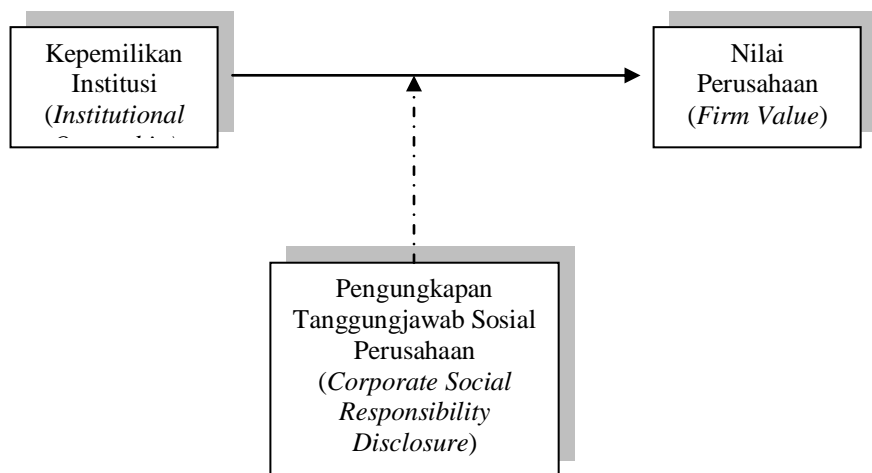 Kepemilikan
Institusi
(Institutional
Nilai
Perusahaan
(Firm Value)
Pengungkapan
Tanggungjawab Sosial
Perusahaan
(Corporate Social
Responsibility
Disclosure)